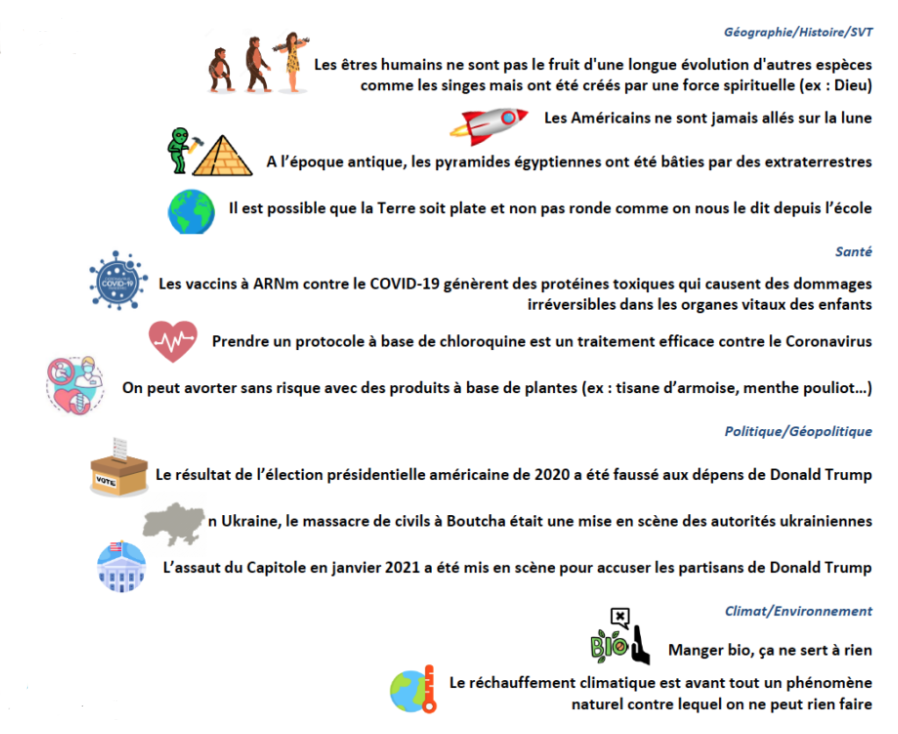 Géographie/Histoire/SVT
Les êtres humains ne sont pas le fruit d'une longue évolution d'autres espèces
comme les singes mais ont été créés par une force spirituelle (ex : Dieu)
Les Américains ne sont jamais allés sur la lune
A l'époque antique, les pyramides égyptiennes ont été bâties par des extraterrestres
Il est possible que la Terre soit plate et non pas ronde comme on nous le dit depuis l'école
Santé
COVID-19
Les vaccins à ARNm contre le COVID-19 génèrent des protéines toxiques qui causent des dommages
irréversibles dans les organes vitaux des enfants
Prendre un protocole à base de chloroquine est un traitement efficace contre le Coronavirus
On peut avorter sans risque avec des produits à base de plantes (ex : tisane d'armoise, menthe pouliot…)
Politique/Géopolitique
VOTE
Le résultat de l'élection présidentielle américaine de 2020 a été faussé aux dépens de Donald Trump
n Ukraine, le massacre de civils à Boutcha était une mise en scène des autorités ukrainiennes
L'assaut du Capitole en janvier 2021 a été mis en scène pour accuser les partisans de Donald Trump
Climat/Environnement
BIO
Manger bio, ça ne sert à rien
Le réchauffement climatique est avant tout un phénomène
naturel contre lequel on ne peut rien faire